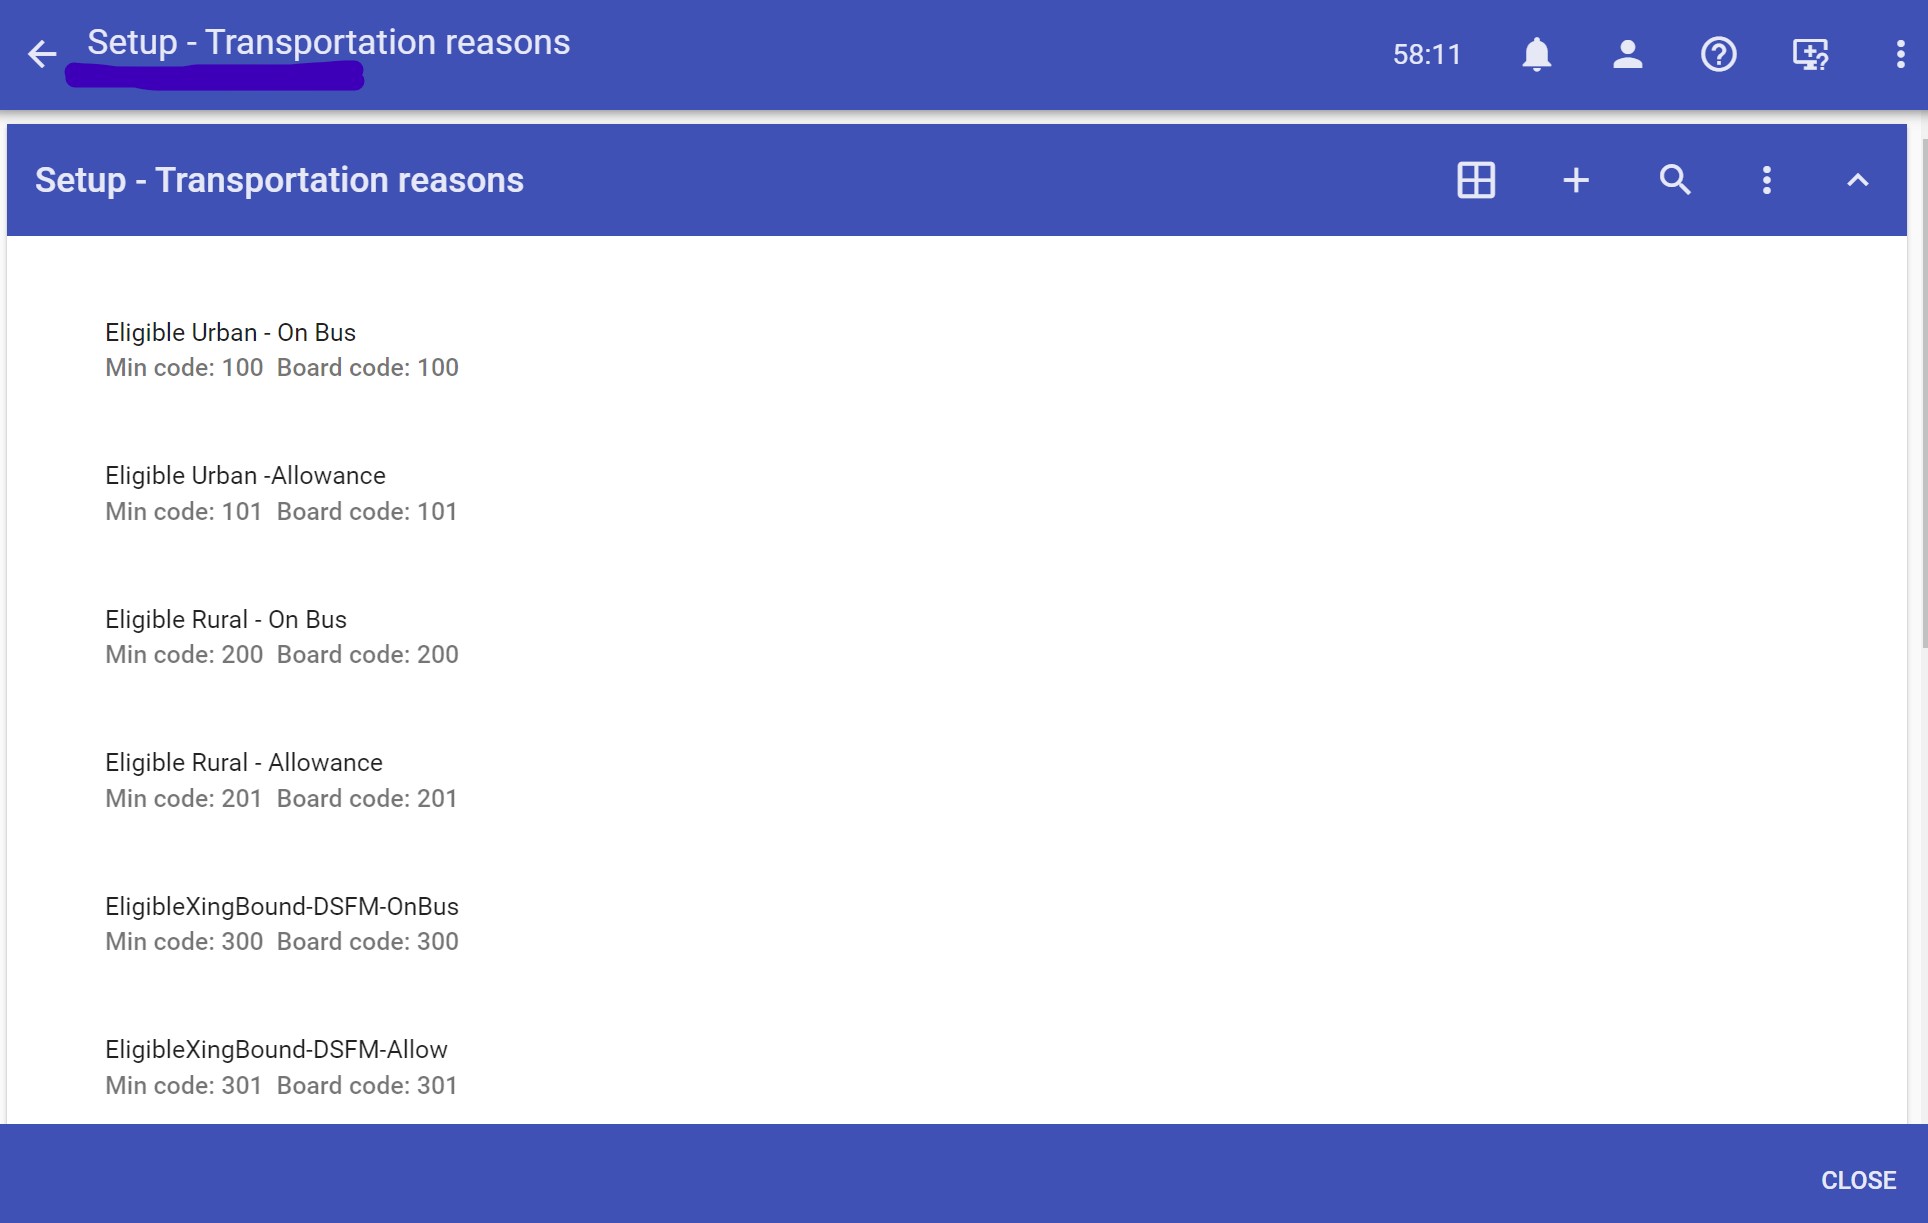 Setup - Transportation reasons
58:11
Setup - Transportation reasons
Eligible Urban - On Bus
Min code: 100 Board code: 100
Eligible Urban -Allowance
Min code: 101 Board code: 101
Eligible Rural - On Bus
Min code: 200 Board code: 200
Eligible Rural - Allowance
Min code: 201 Board code: 201
EligibleXingBound-DSFM-OnBus
Min code: 300 Board code: 300
EligibleXingBound-DSFM-Allow
Min code: 301 Board code: 301
CLOSE